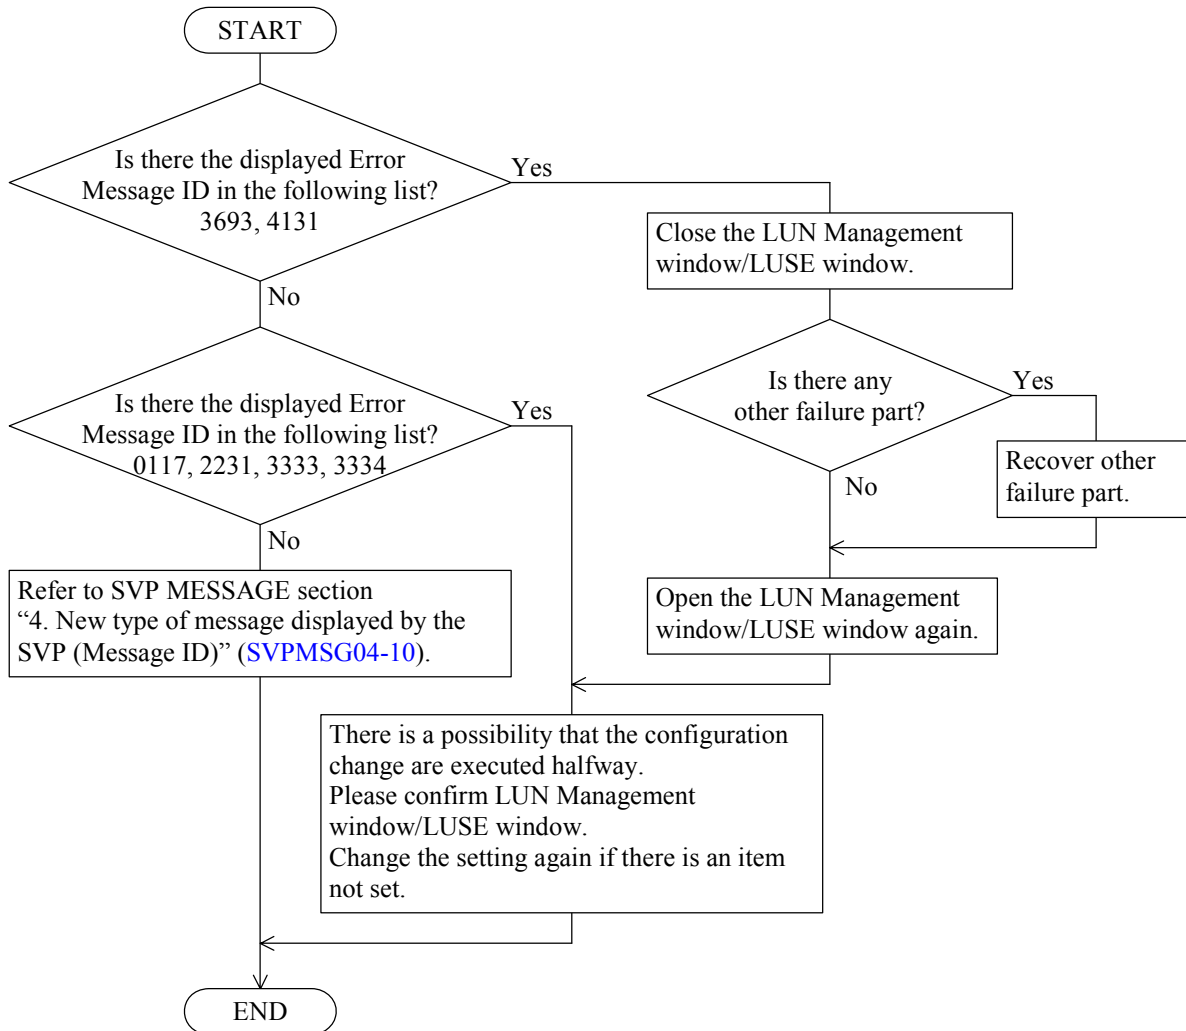 START
Is there the displayed Error
Message ID in the following list?
3693, 4131
Yes
No
Close the LUN Management
window/LUSE window.
Is there any
other failure part?
Yes
No
Recover other
failure part.
Open the LUN Management
window/LUSE window again.
Is there the displayed Error
Message ID in the following list?
0117, 2231, 3333, 3334
Yes
No
Refer to SVP MESSAGE section
“4. New type of message displayed by the
SVP (Message ID)” (SVPMSG04-10).
There is a possibility that the configuration
change are executed halfway.
Please confirm LUN Management
window/LUSE window.
Change the setting again if there is an item
not set.
END